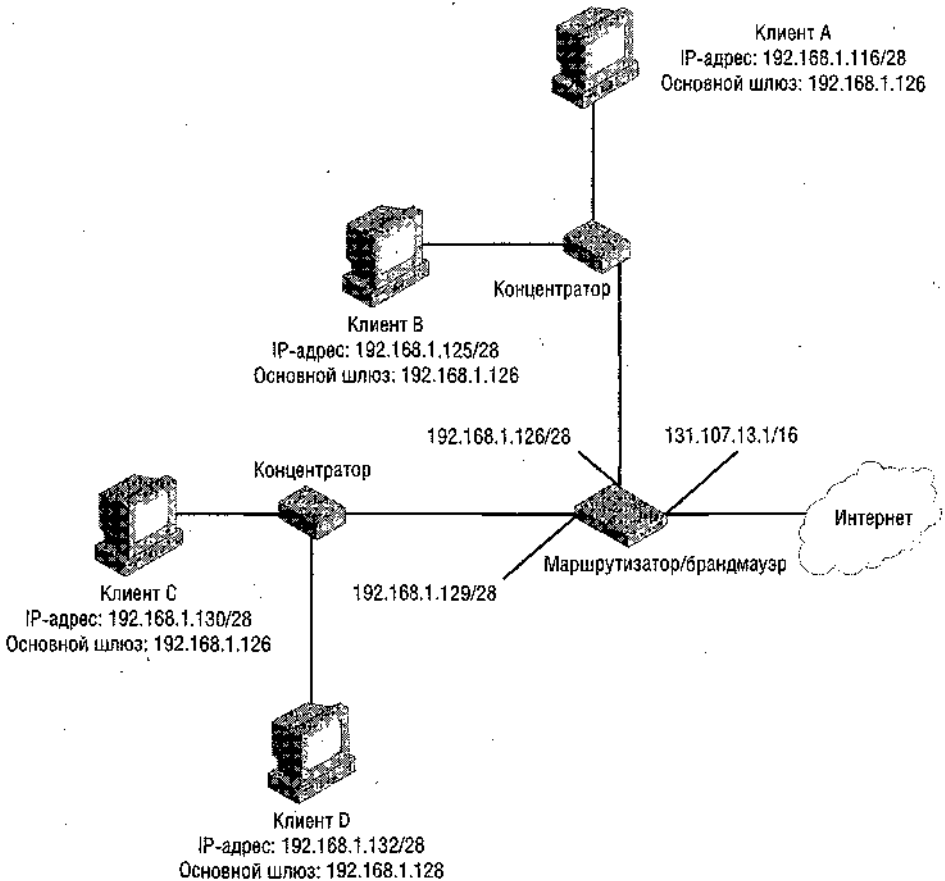 Клиент A
IP-адрес: 192.168.1.116/28
Основной шлюз: 192.168.1.126
Концентратор
Клиент B
IP-адрес: 192.168.1.125/28
Основной шлюз: 192.168.1.126
192.168.1.126/28
131.107.13.1/16
Концентратор
Интернет
Маршрутизатор/брандмауэр
192.168.1.129/28
Клиент C
IP-адрес: 192.168.1.130/28
Основной шлюз: 192.168.1.126
Клиент D
IP-адрес: 192.168.1.132/28
Основной шлюз: 192.168.1.128